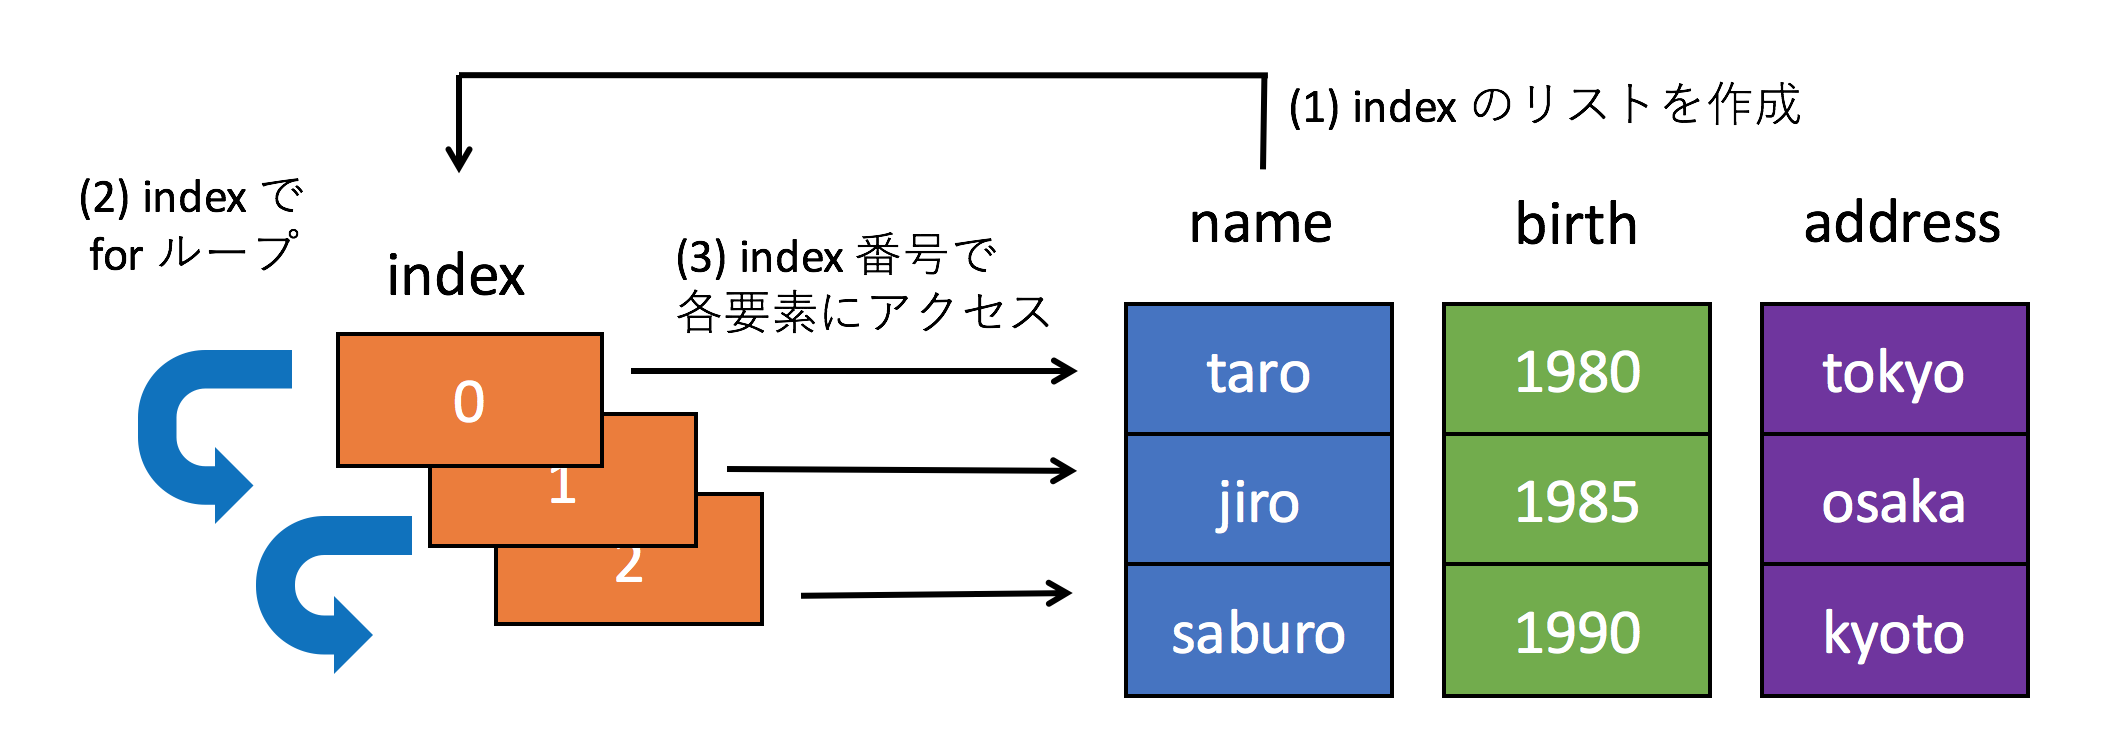 (1) index のリストを作成
(2) index で
for ループ
index
(3) index 番号で
各要素にアクセス
name birth address
0
1
2
taro 1980 tokyo
jiro 1985 osaka
saburo 1990 kyoto